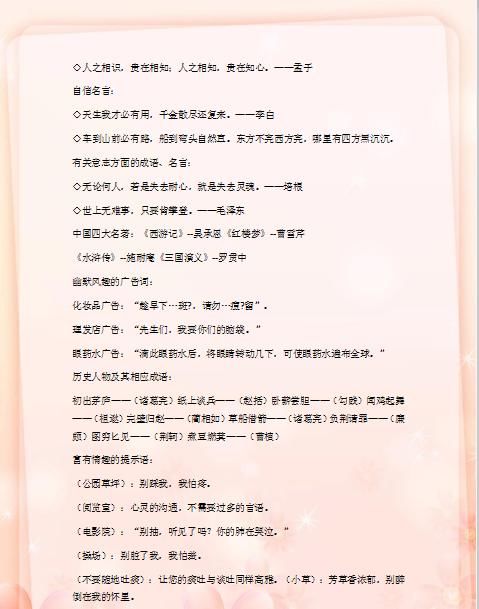 ◇人之相识，贵在相知；人之相知，贵在知心。——孟子
自信名言：
◇天生我才必有用，千金散尽还复来。——李白
◇车到山前必有路，船到弯头自然直。东方不亮西方亮，哪里有四方黑沉沉。
有关意本方面的成语、名言：
◇无论何人，若是失去耐心，就是失去灵魂。——培根
◇世上无难事，只要肯攀登。——毛泽东
中国四大名著：《西游记》--吴承恩《红楼梦》--曹雪芹
《水浒传》--施耐庵《三国演义》--罗贯中
幽默风趣的广告词：
化妆品广告：“趁早下…斑?，请勿…痘?留”。
理发店广告：“先生们，我要你们的脑袋。”
眼药水广告：“滴此眼药水后，将眼睛转动几下，可使眼药水遍布全球。”
历史人物及其相应成语：
初出茅庐——（诸葛亮）纸上谈兵——（赵括）卧薪尝胆——（勾践）闻鸡起舞
——（祖逖）完璧归赵——（蔺相如）草船借箭——（诸葛亮）负荆请罪——（廉
颇）图穷匕见——（荆轲）煮豆燃萁——（曹植）
富有情趣的提示语：
（公园草坪）：别踩我，我怕疼。
（阅览室）：心灵的沟通，不需要过多的言语。
（电影院）：“别抽，听见了吗？你的肺在哭泣。”
（操场）：别脏了我，我怕羞。
（不要随地吐痰）：让您的痰吐与谈吐同样高雅。（小草）：芳草香浓郁，别醉
倒在我的怀里。